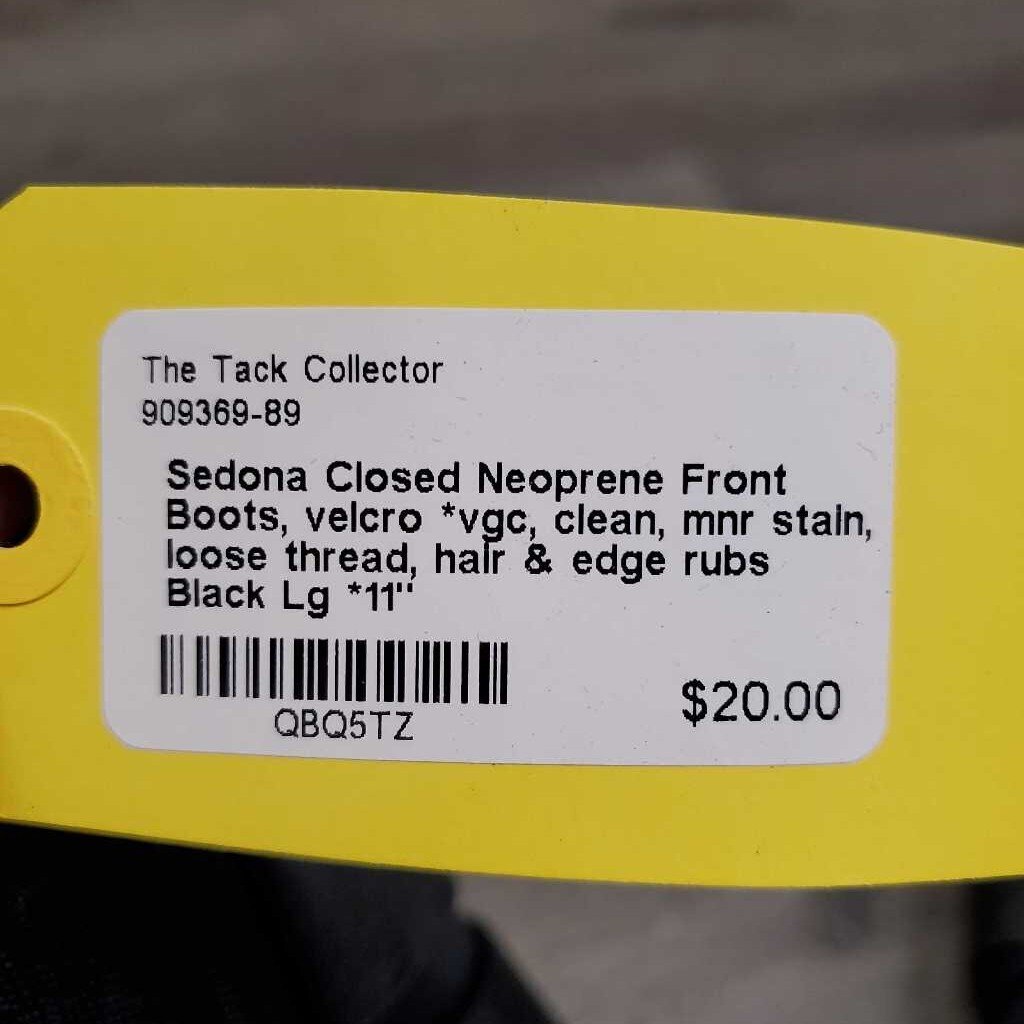 The Tack Collector
909369-89
Sedona Closed Neoprene Front
Boots, velcro *vgc, clean, mnr stain,
loose thread, hair & edge rubs
Black Lg *11"
QBQ5TZ
$20.00